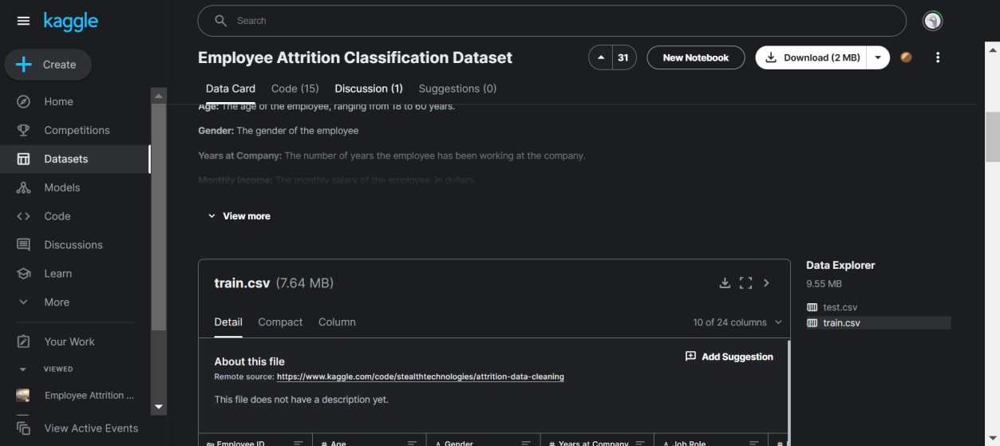 kaggle
Search
Create
Home
Competitions
Datasets
Models
Code
Discussions
Learn
More
Your Work
VIEWED
Employee Attrition ...
View Active Events
Employee Attrition Classification Dataset
31
New Notebook
Download (2 MB)
Data Card Code (15) Discussion (1) Suggestions (0)
Age: The age of the employee, ranging from 18 to 60 years.
Gender: The gender of the employee
Years at Company: The number of years the employee has been working at the company.
Monthly Income: The monthly salary of the employee, in dollars.
View more
train.csv (7.64 MB)
Detail Compact Column 10 of 24 columns
About this file
Add Suggestion
Remote source: https://www.kaggle.com/code/stealthtechnologies/attrition-data-cleaning
This file does not have a description yet.
Employee ID # Age A Gender # Years at Company A Job Role #
Data Explorer
9.55 MB
test.csv
train.csv